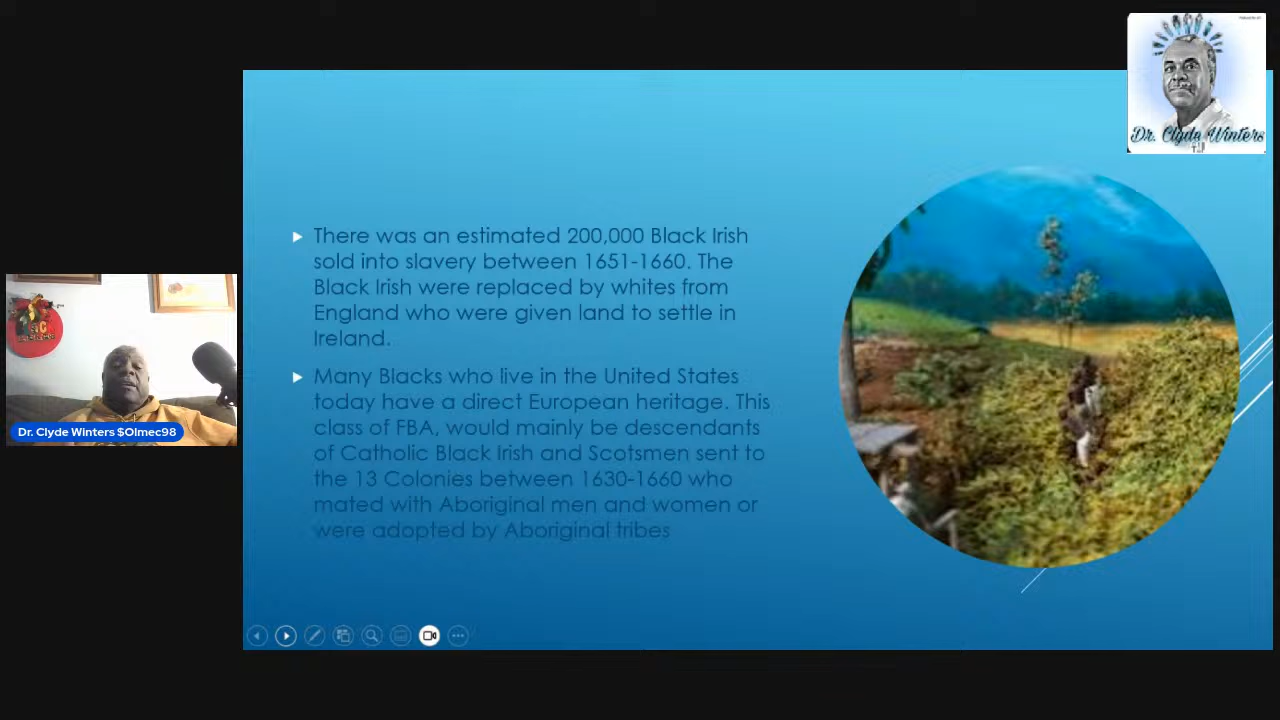 Dr. Clyde Winters
There was an estimated 200,000 Black Irish
sold into slavery between 1651-1660. The
Black Irish were replaced by whites from
England who were given land to settle in
Ireland.
Many Blacks who live in the United States
today have a direct European heritage. This
class of FBA, would mainly be descendants
of Catholic Black Irish and Scotsmen sent to
the 13 Colonies between 1630-1660 who
mated with Aboriginal men and women or
were adopted by Aboriginal tribes
Dr. Clyde Winters $Olmec98